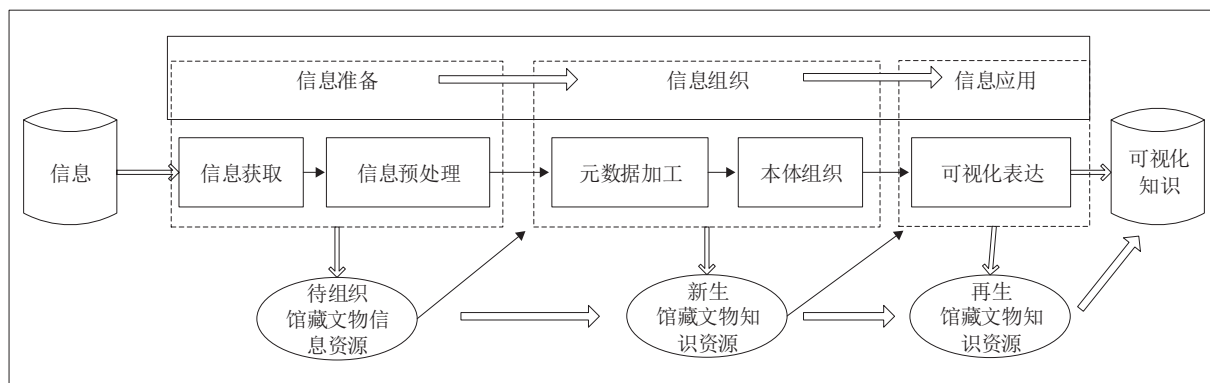 信息准备
信息组织
信息应用
信息
信息获取
信息预处理
元数据加工
本体组织
可视化表达
可视化
知识
待组织
馆藏文物信
息资源
新生
馆藏文物知
识资源
再生
馆藏文物知
识资源